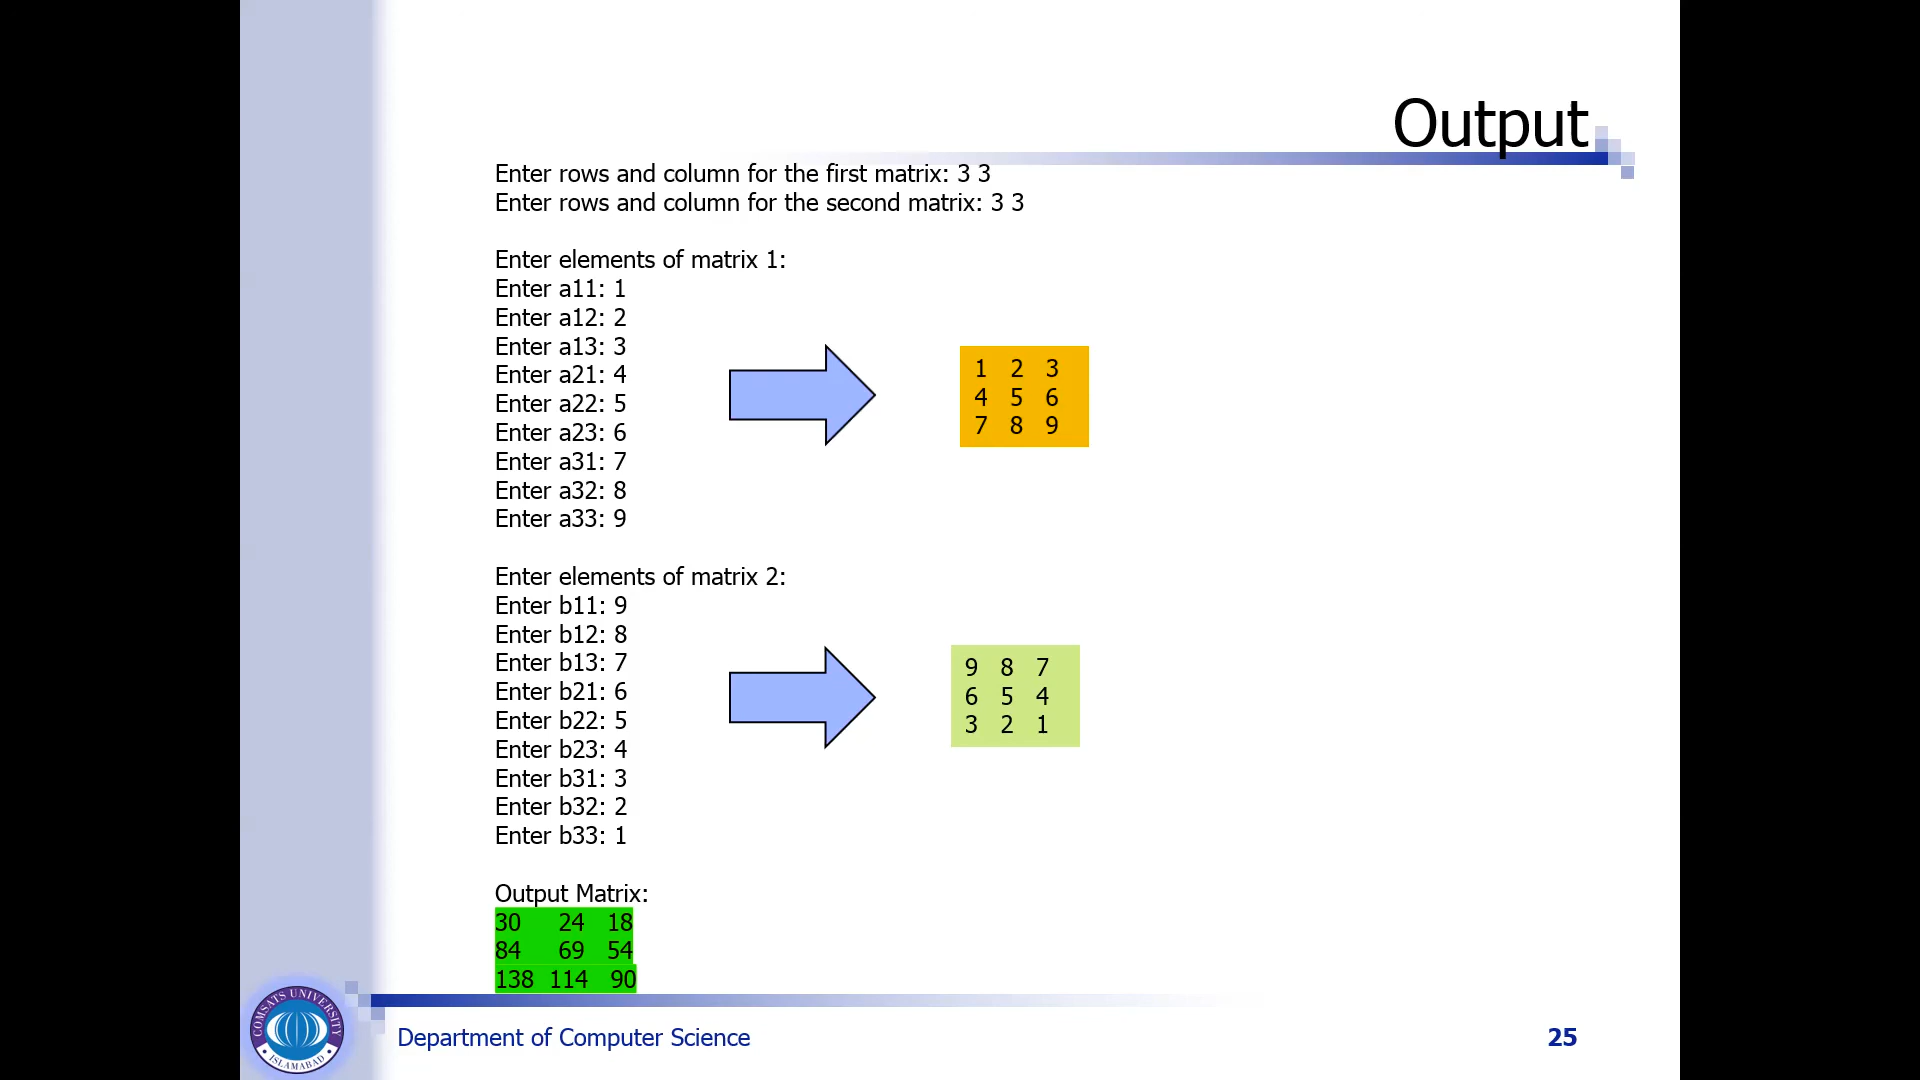 Output
Enter rows and column for the first matrix: 3 3
Enter rows and column for the second matrix: 3 3
Enter elements of matrix 1:
Enter a11: 1
Enter a12: 2
Enter a13: 3
Enter a21: 4
Enter a22: 5
Enter a23: 6
Enter a31: 7
Enter a32: 8
Enter a33: 9
1 2 3
4 5 6
7 8 9
Enter elements of matrix 2:
Enter b11: 9
Enter b12: 8
Enter b13: 7
Enter b21: 6
Enter b22: 5
Enter b23: 4
Enter b31: 3
Enter b32: 2
Enter b33: 1
9 8 7
6 5 4
3 2 1
Output Matrix:
30 24 18
84 69 54
138 114 90
COMSATS UNIVERSITY
ISLAMABAD
Department of Computer Science
25